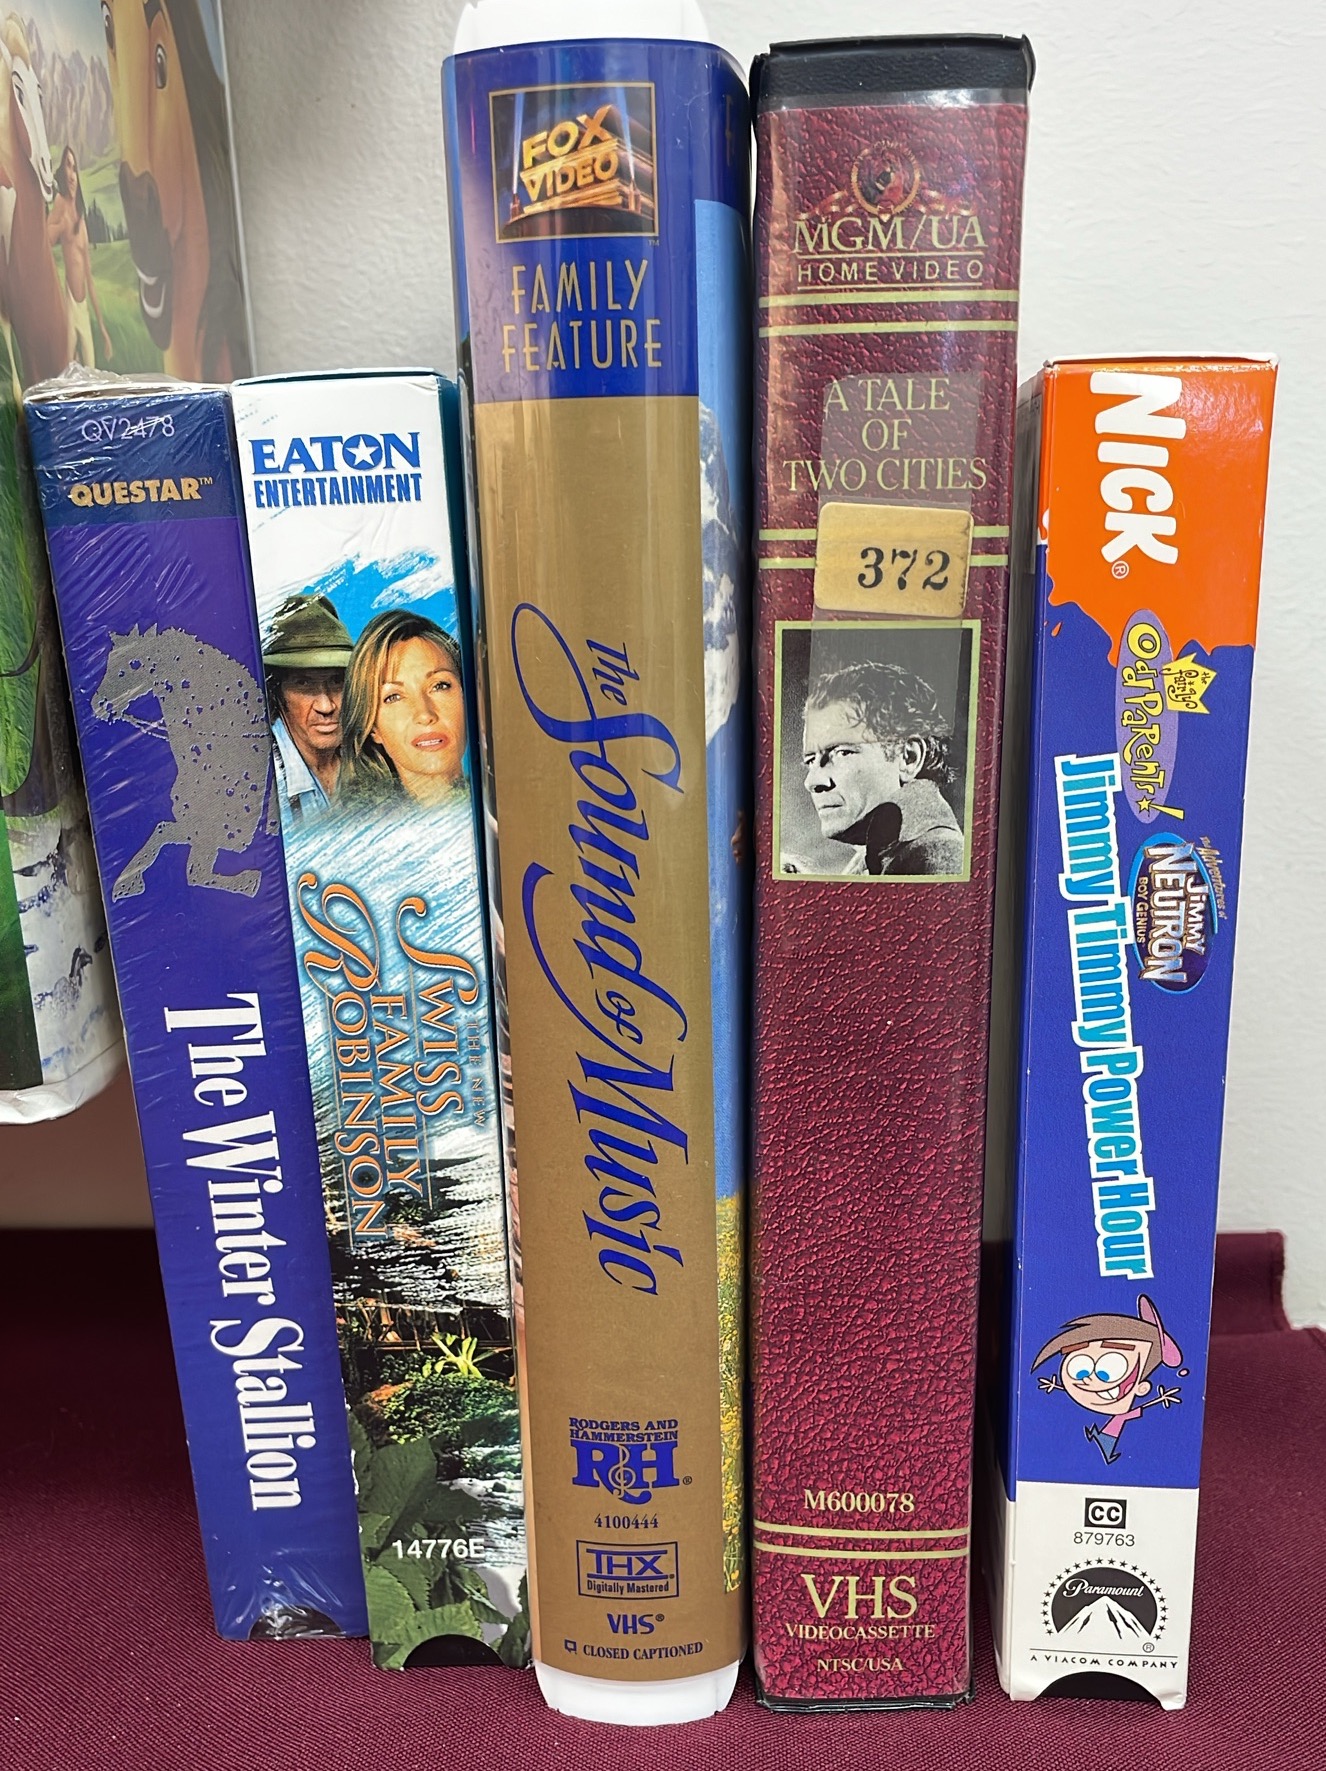 QV2478
QUESTAR™
The Winter Stallion
EATON
ENTERTAINMENT
THE NEW
SWISS
FAMILY
ROBINSON
14776E
FOX
VIDEO
™
FAMILY
FEATURE
The Sound of Music
RODGERS AND
HAMMERSTEIN
R&H®
4100444
THX®
Digitally Mastered
VHS®
CLOSED CAPTIONED
MGM/UA
HOME VIDEO
A TALE
OF
TWO CITIES
372
M600078
VHS
VIDEOCASSETTE
NTSC/USA
NICK®
The Fairly
OddParents!
The Adventures of
JIMMY
NEUTRON
BOY GENIUS
Jimmy Timmy Power Hour
CC
879763
Paramount
®
A VIACOM COMPANY